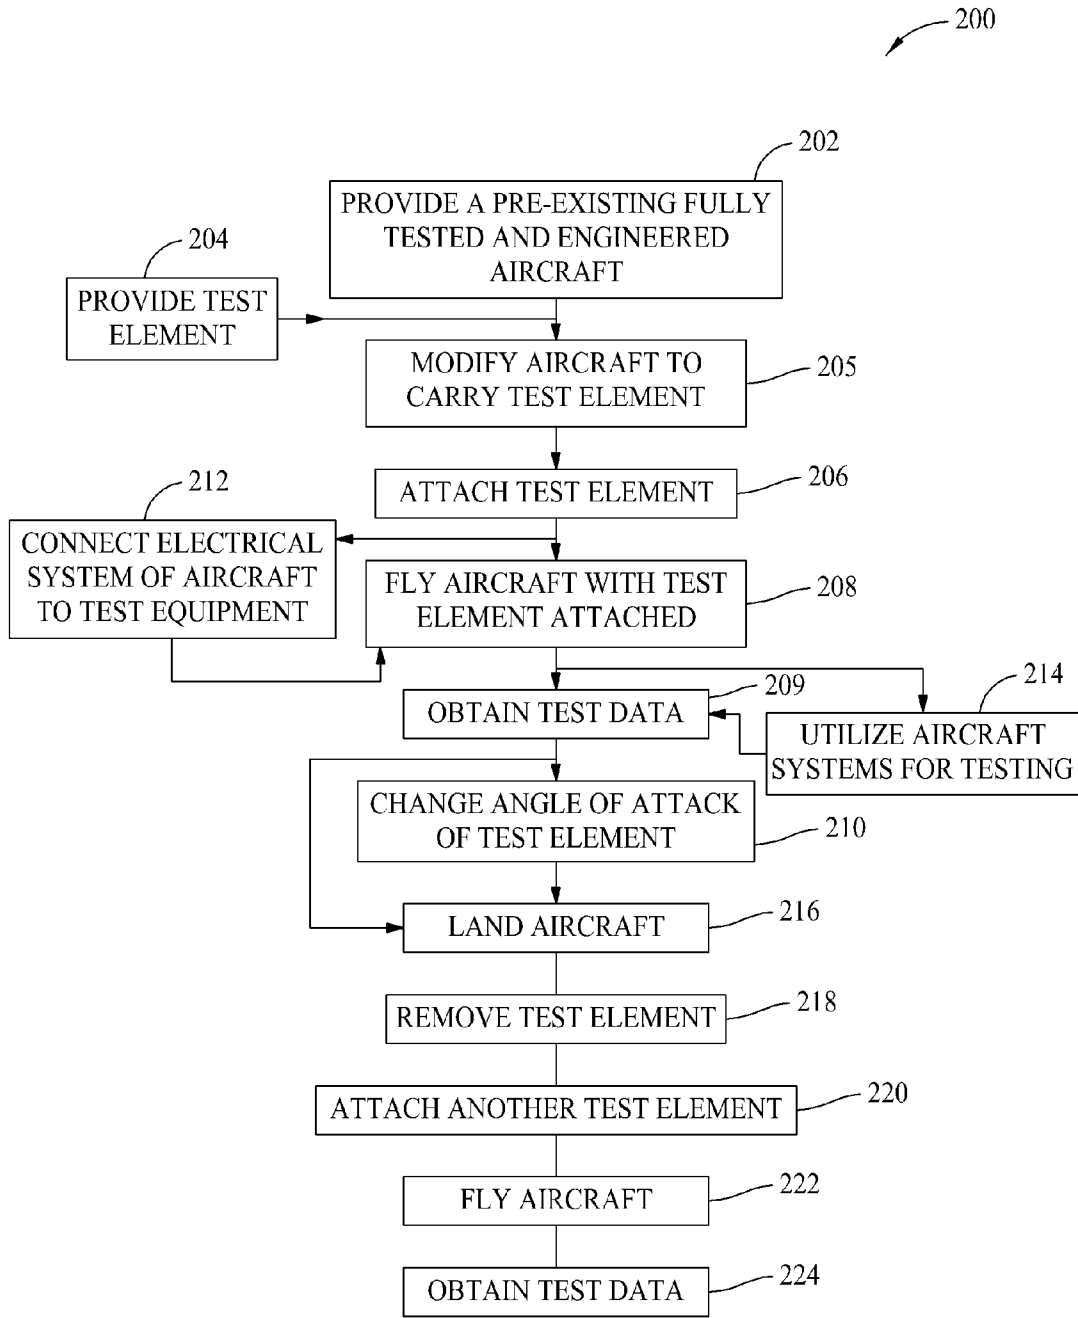 200
202
PROVIDE A PRE-EXISTING FULLY
TESTED AND ENGINEERED
AIRCRAFT
204
PROVIDE TEST
ELEMENT
MODIFY AIRCRAFT TO
CARRY TEST ELEMENT
205
ATTACH TEST ELEMENT
206
212
CONNECT ELECTRICAL
SYSTEM OF AIRCRAFT
TO TEST EQUIPMENT
FLY AIRCRAFT WITH TEST
ELEMENT ATTACHED
208
OBTAIN TEST DATA
209
214
UTILIZE AIRCRAFT
SYSTEMS FOR TESTING
CHANGE ANGLE OF ATTACK
OF TEST ELEMENT
210
LAND AIRCRAFT
216
REMOVE TEST ELEMENT
218
ATTACH ANOTHER TEST ELEMENT
220
FLY AIRCRAFT
222
OBTAIN TEST DATA
224